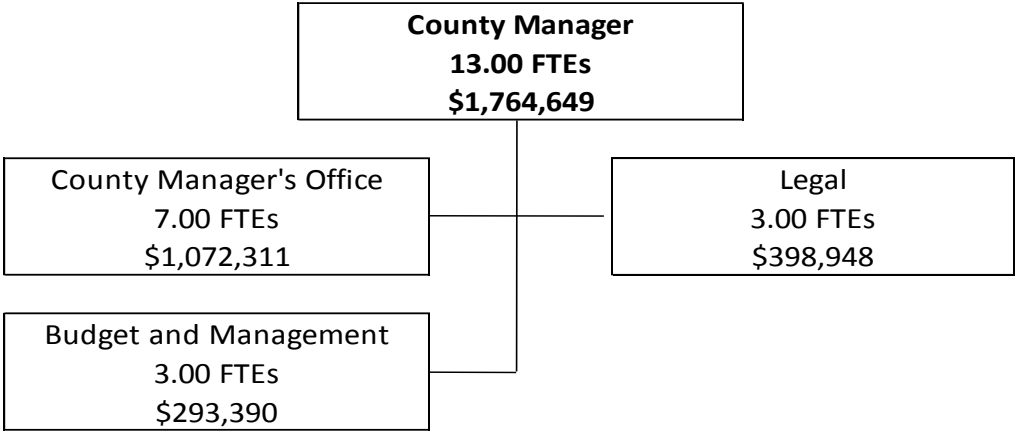 County Manager
13.00 FTEs
$1,764,649
County Manager's Office
7.00 FTEs
$1,072,311
Legal
3.00 FTEs
$398,948
Budget and Management
3.00 FTEs
$293,390